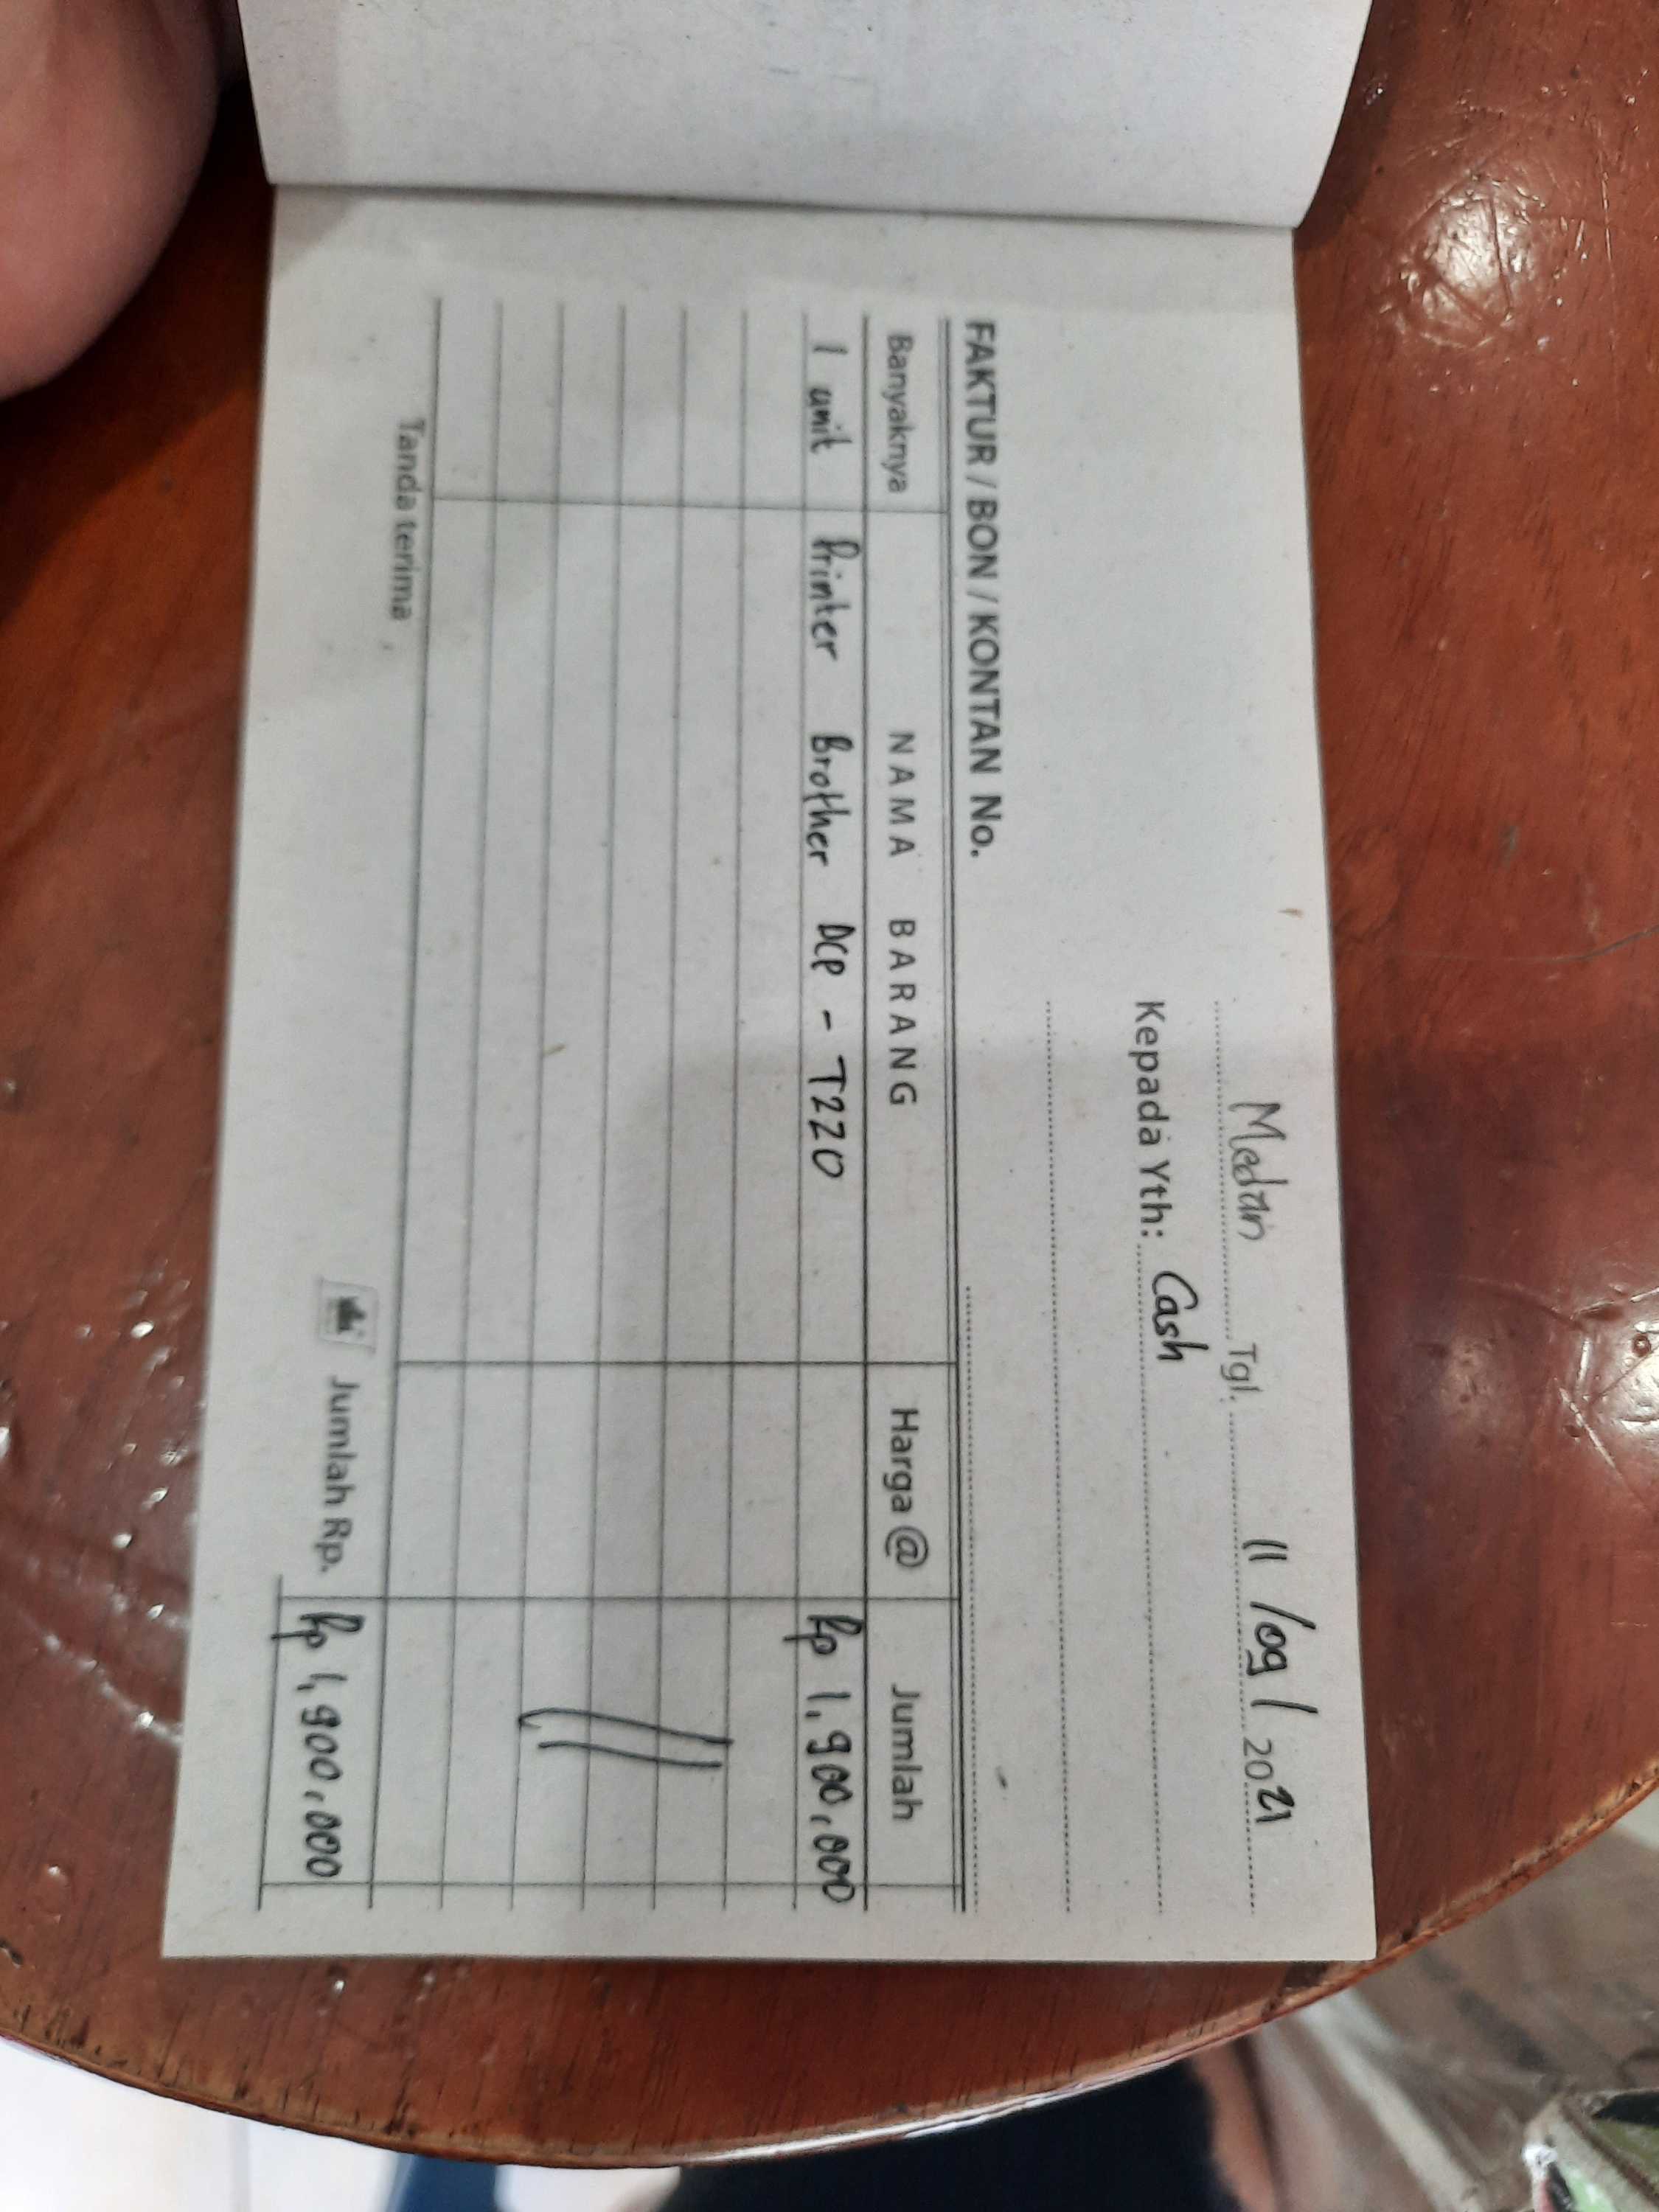 Medan Tgl. 11 / 09 / 2021
Kepada Yth: Cash
FAKTUR / BON / KONTAN No.
Banyaknya NAMA BARANG Harga @ Jumlah
1 unit Printer Brother DCP - T220 Rp 1,900,000
Tanda terima Jumlah Rp. Rp 1,900,000